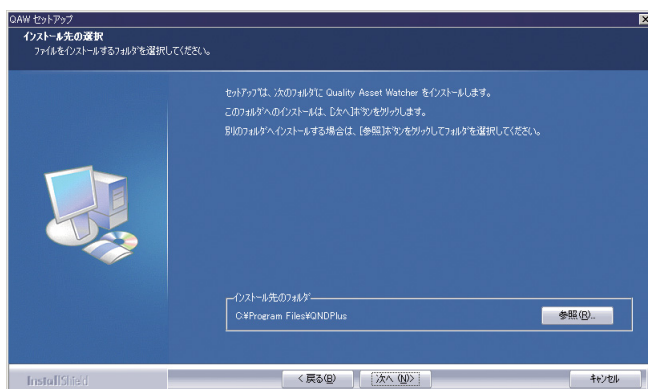 QAW セットアップ
インストール先の選択
ファイルをインストールするフォルダを選択してください。
セットアップは、次のフォルダに Quality Asset Watcher をインストールします。
このフォルダへのインストールは、[次へ]ボタンをクリックします。
別のフォルダへインストールする場合は、[参照]ボタンをクリックしてフォルダを選択してください。
インストール先のフォルダ
C:¥Program Files¥QNDPlus
参照(R)...
InstallShield
< 戻る(B)
次へ (N)>
キャンセル